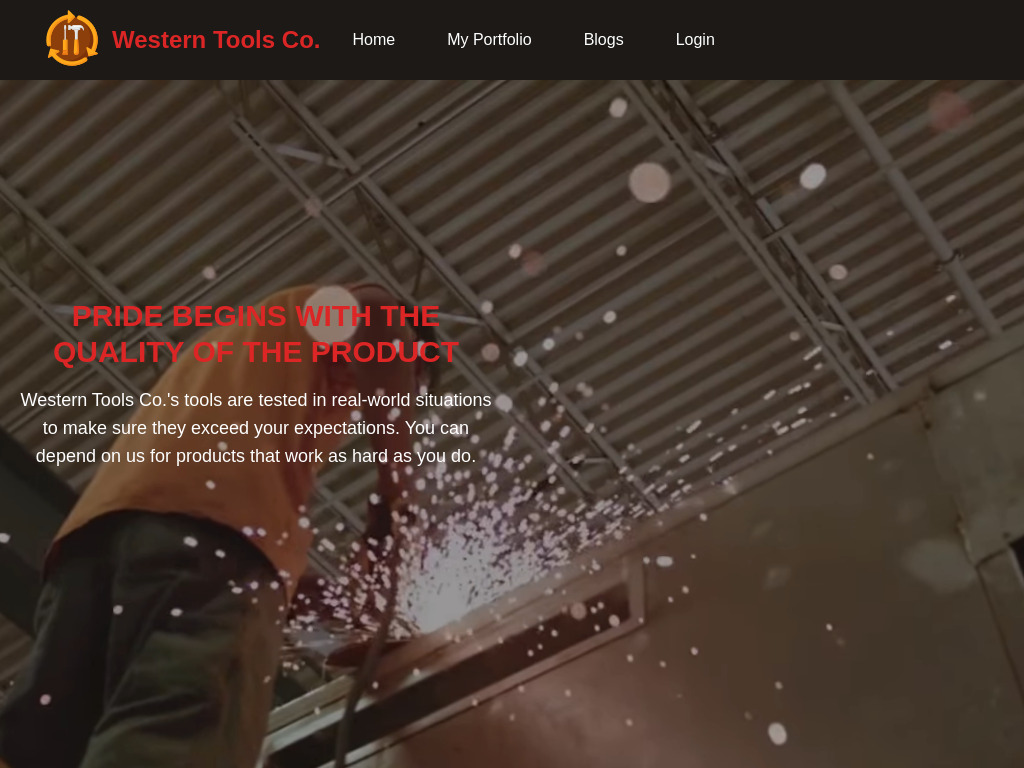 Western Tools Co.
Home
My Portfolio
Blogs
Login
PRIDE BEGINS WITH THE
QUALITY OF THE PRODUCT
Western Tools Co.'s tools are tested in real-world situations
to make sure they exceed your expectations. You can
depend on us for products that work as hard as you do.